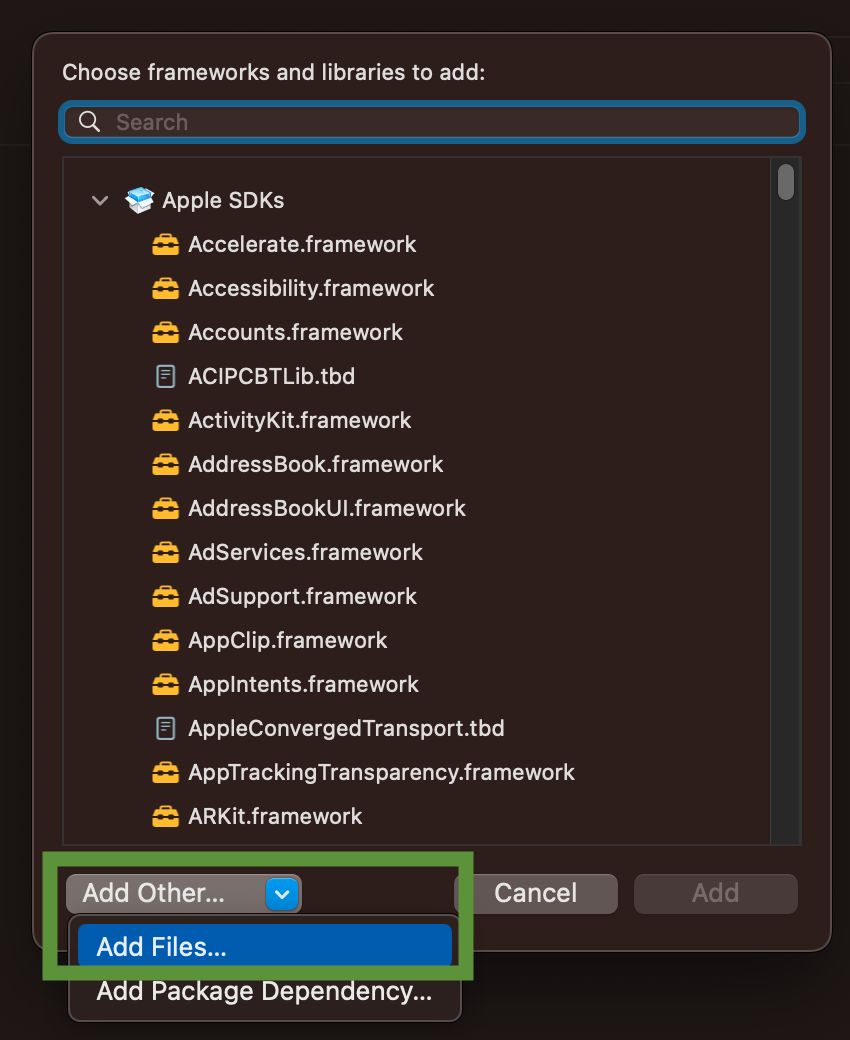 Choose frameworks and libraries to add:
Search
Apple SDKs
Accelerate.framework
Accessibility.framework
Accounts.framework
ACIPCBTLib.tbd
ActivityKit.framework
AddressBook.framework
AddressBookUI.framework
AdServices.framework
AdSupport.framework
AppClip.framework
AppIntents.framework
AppleConvergedTransport.tbd
AppTrackingTransparency.framework
ARKit.framework
Add Other... Cancel Add
Add Files...
Add Package Dependency...